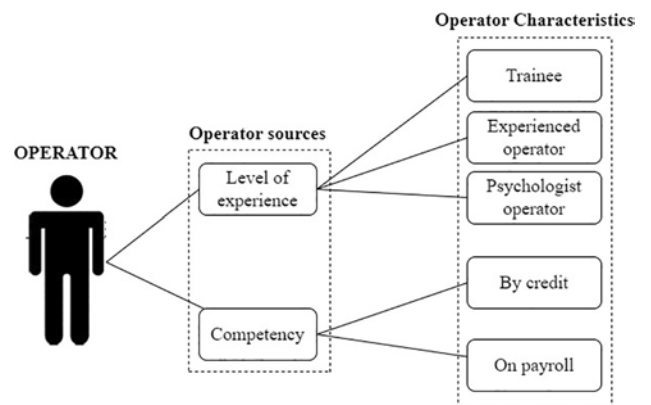 Operator Characteristics
Trainee
Operator sources
Experienced
operator
OPERATOR
Level of
experience
Psychologist
operator
By credit
Competency
On payroll